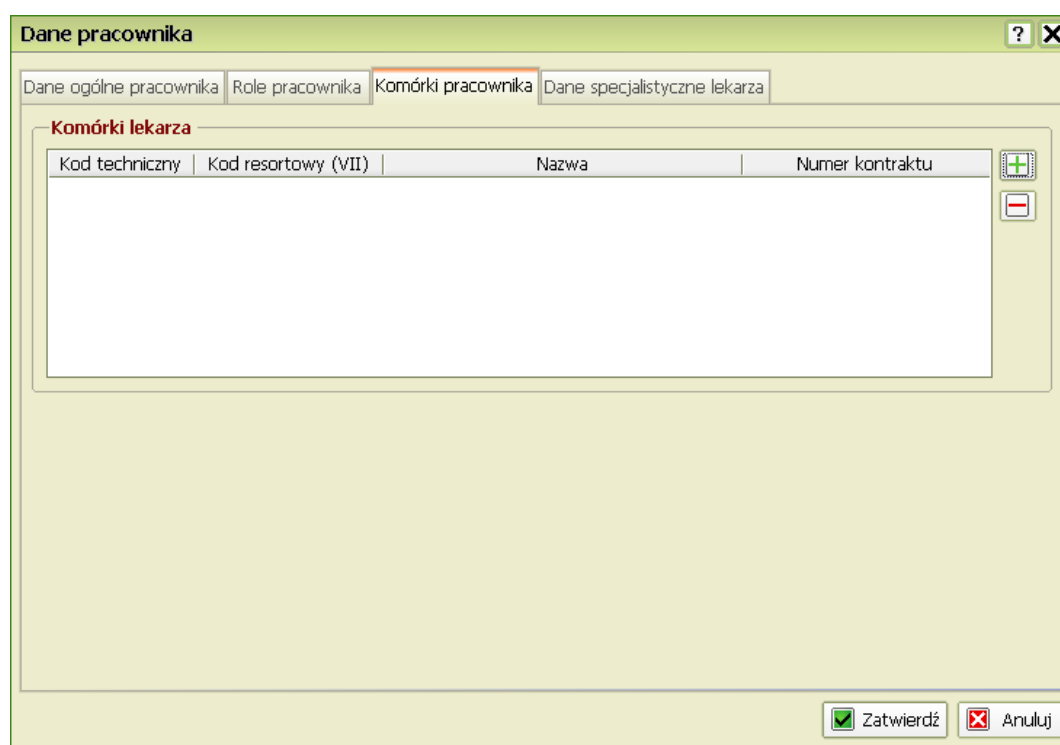 Dane pracownika
Dane ogólne pracownika Role pracownika Komórki pracownika Dane specjalistyczne lekarza
Komórki lekarza
Kod techniczny Kod resortowy (VII) Nazwa Numer kontraktu
Zatwierdź Anuluj